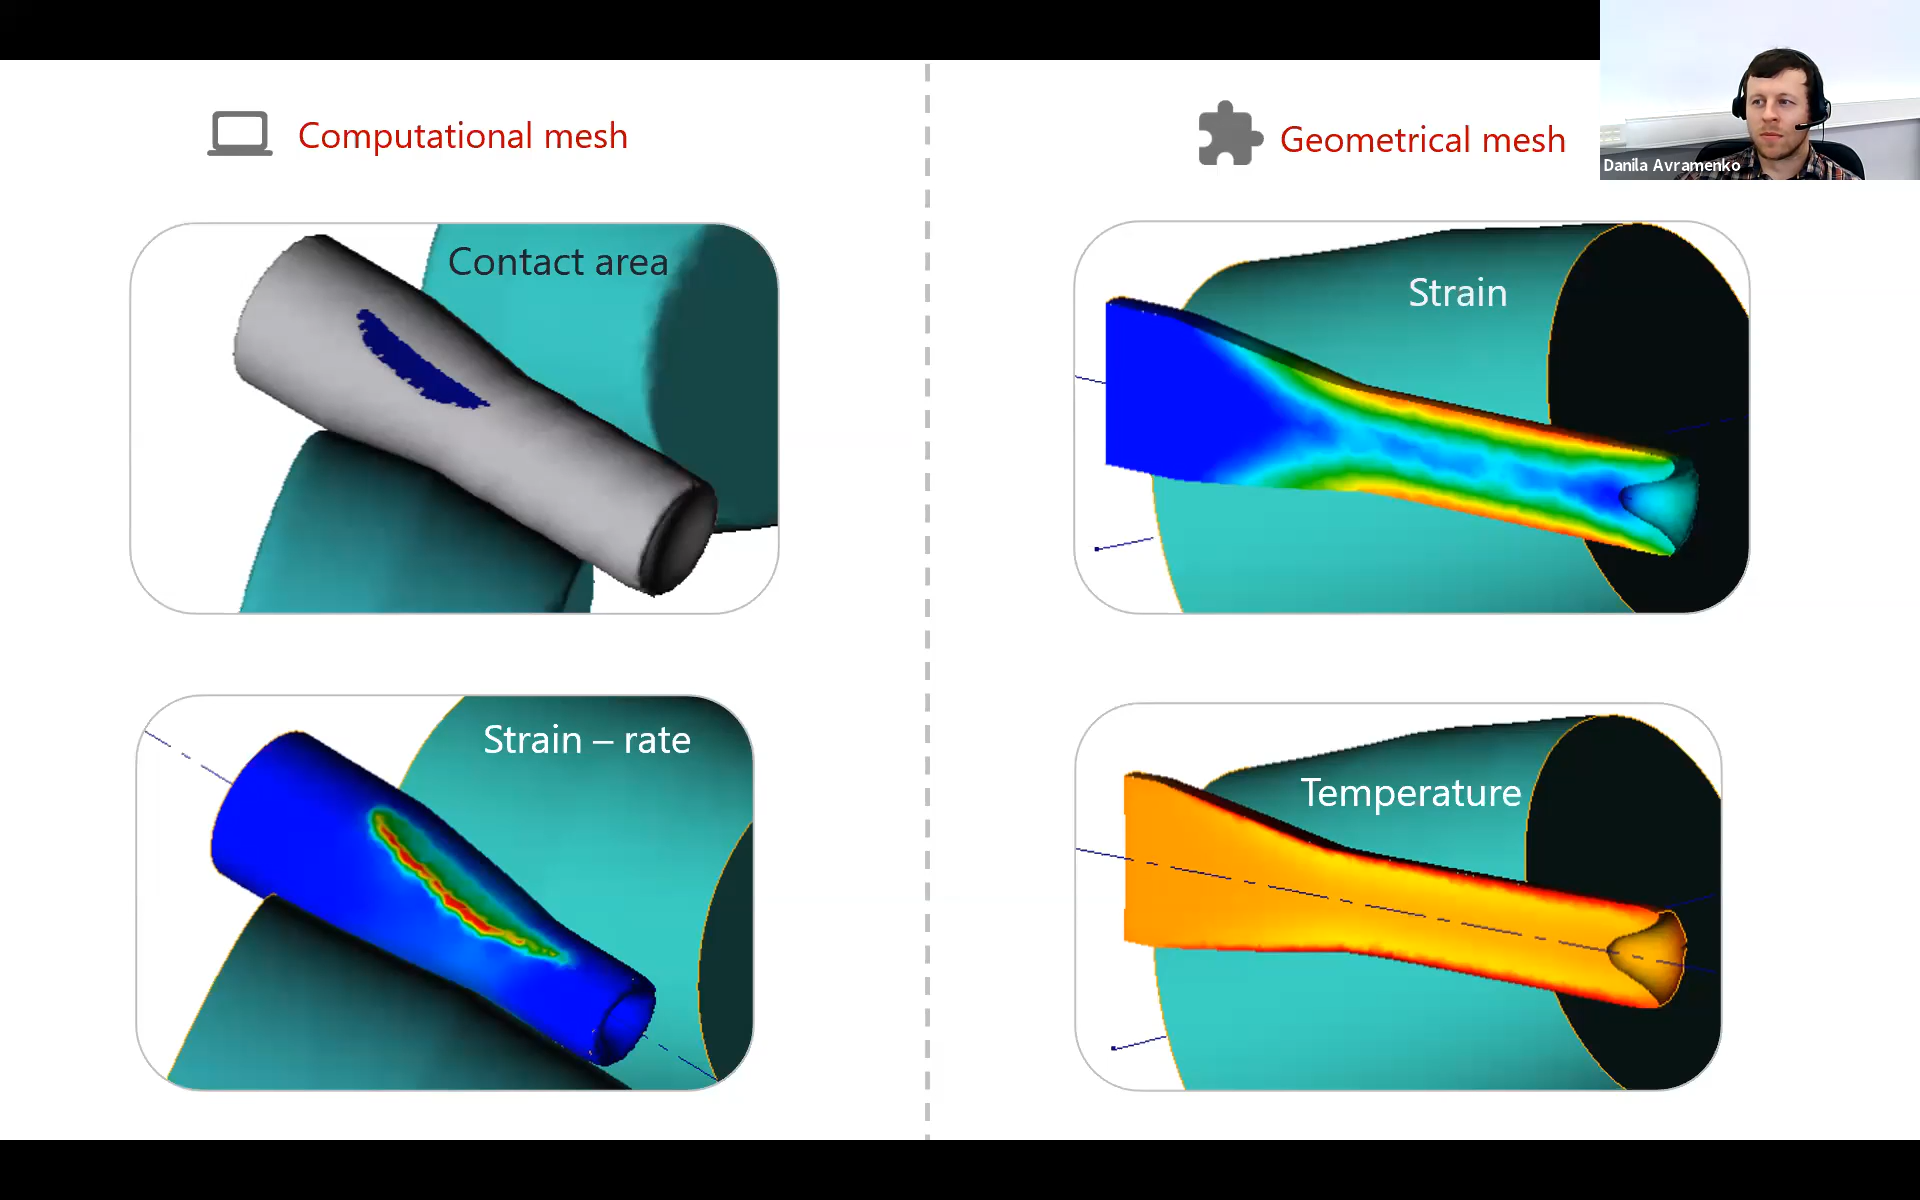 Computational mesh
Geometrical mesh
Danila Avramenko
Contact area
Strain
Strain – rate
Temperature